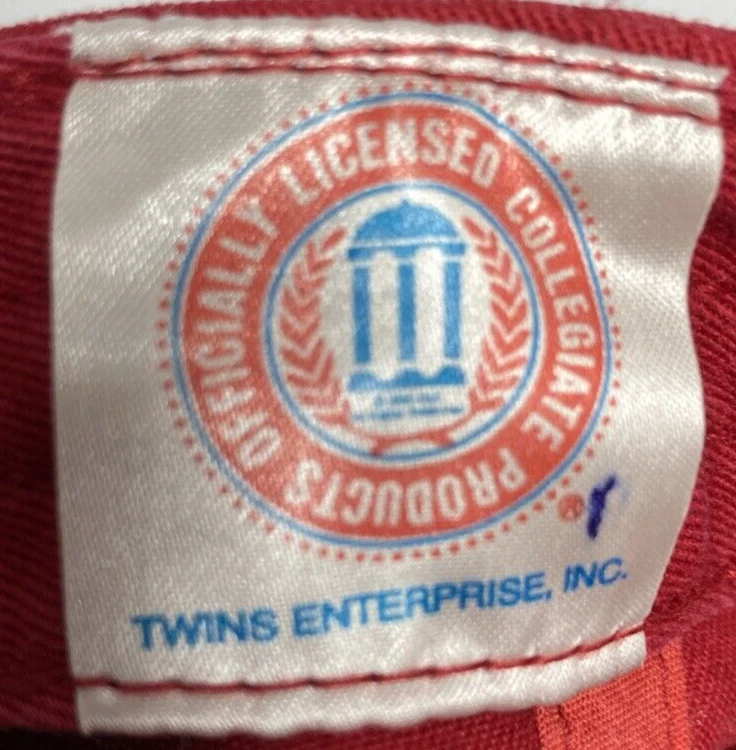 OFFICIALLY LICENSED COLLEGIATE PRODUCTS
®
TWINS ENTERPRISE, INC.